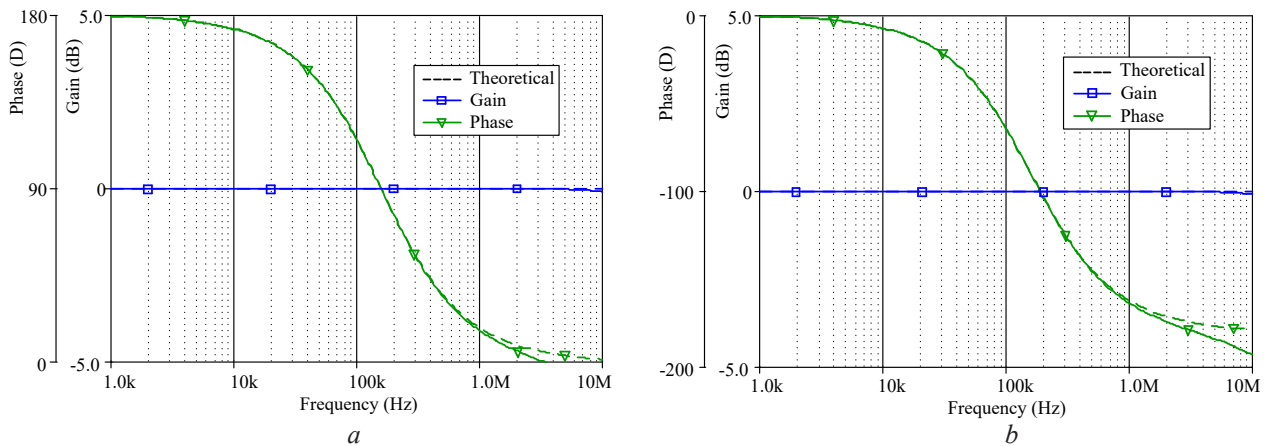 180
5.0
Phase (D)
Gain (dB)
Theoretical
Gain
Phase
90
0
0
-5.0
1.0k
10k
100k
1.0M
10M
Frequency (Hz)
a
0
5.0
Phase (D)
Gain (dB)
Theoretical
Gain
Phase
-100
0
-200
-5.0
1.0k
10k
100k
1.0M
10M
Frequency (Hz)
b